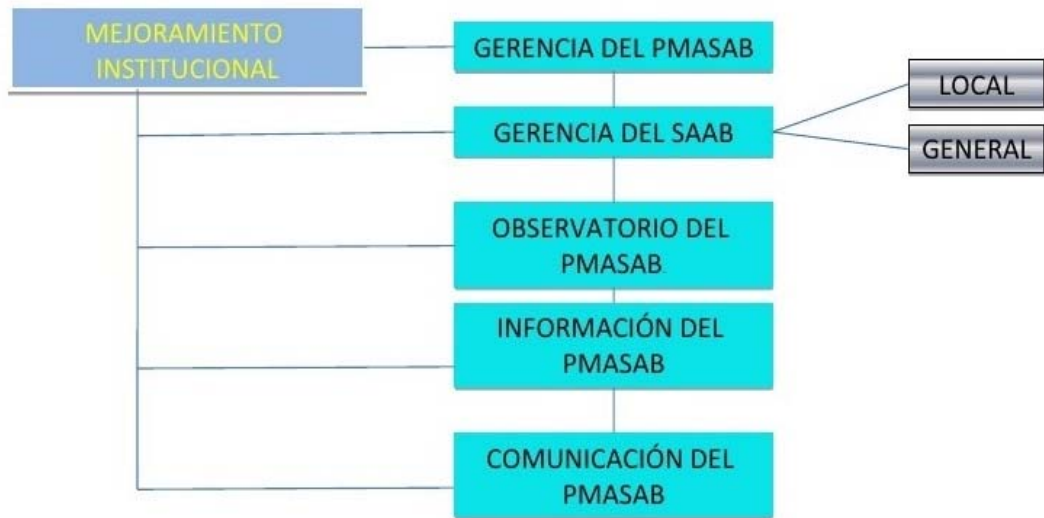 MEJORAMIENTO
INSTITUCIONAL
GERENCIA DEL PMASAB
GERENCIA DEL SAAB
LOCAL
GENERAL
OBSERVATORIO DEL
PMASAB.
INFORMACIÓN DEL
PMASAB
COMUNICACIÓN DEL
PMASAB